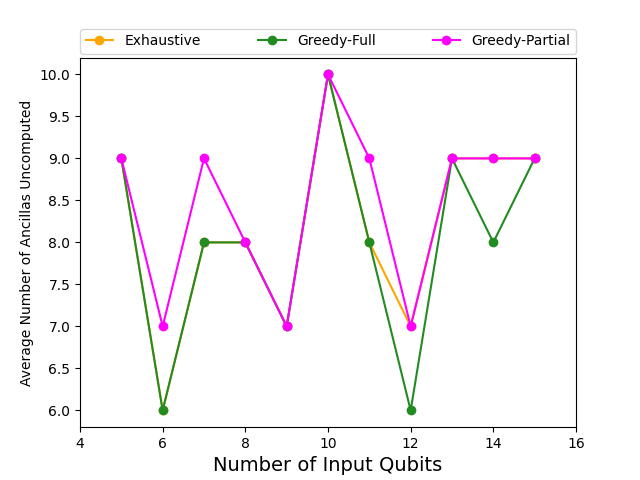 Exhaustive Greedy-Full Greedy-Partial
Average Number of Ancillas Uncomputed
10.0
9.5
9.0
8.5
8.0
7.5
7.0
6.5
6.0
4 6 8 10 12 14 16
Number of Input Qubits